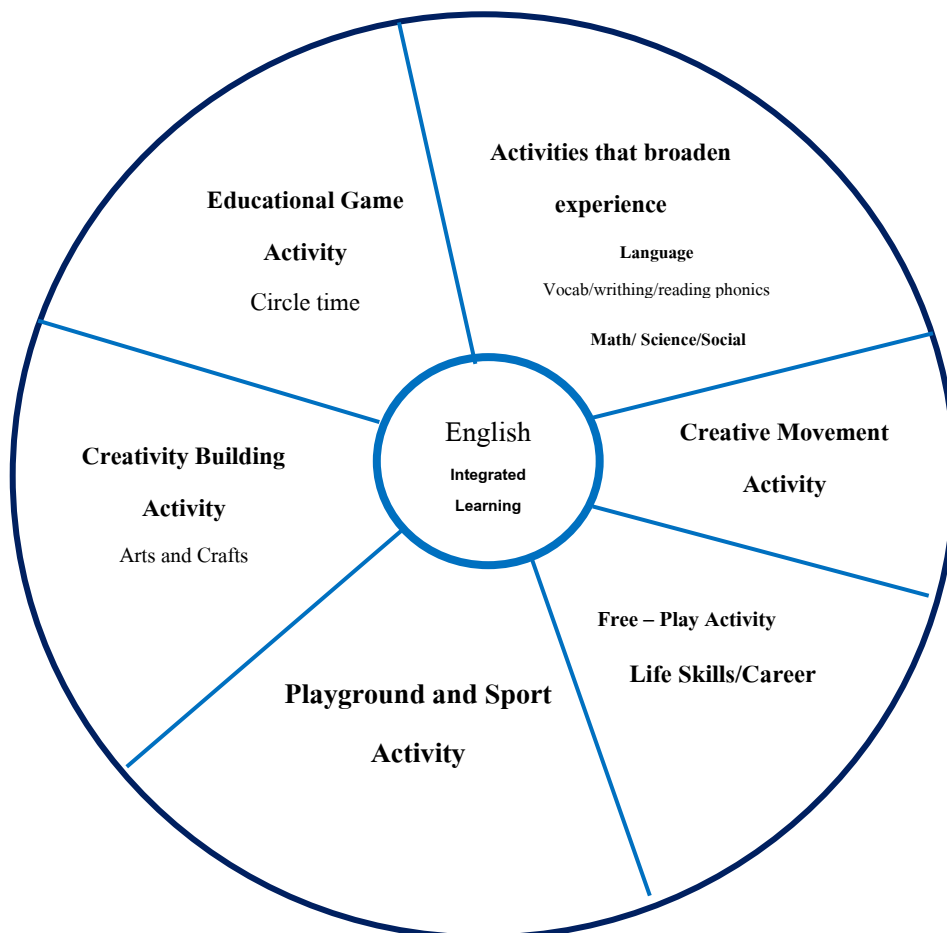 Activities that broaden
experience
Language
Vocab/writhing/reading phonics
Math/ Science/Social
Educational Game
Activity
Circle time
English
Integrated
Learning
Creative Movement
Activity
Creativity Building
Activity
Arts and Crafts
Free – Play Activity
Life Skills/Career
Playground and Sport
Activity